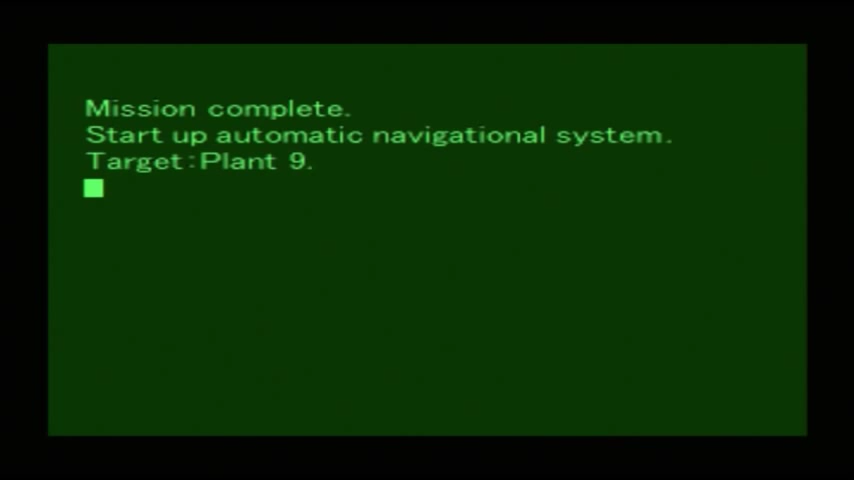 Mission complete.
Start up automatic navigational system.
Target:Plant 9.